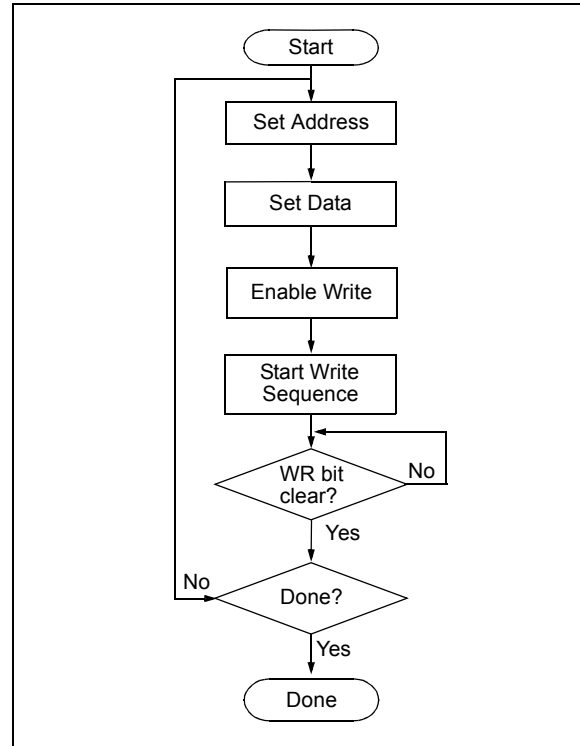 Start
Set Address
Set Data
Enable Write
Start Write
Sequence
WR bit
clear?
No
Yes
No
Done?
Yes
Done